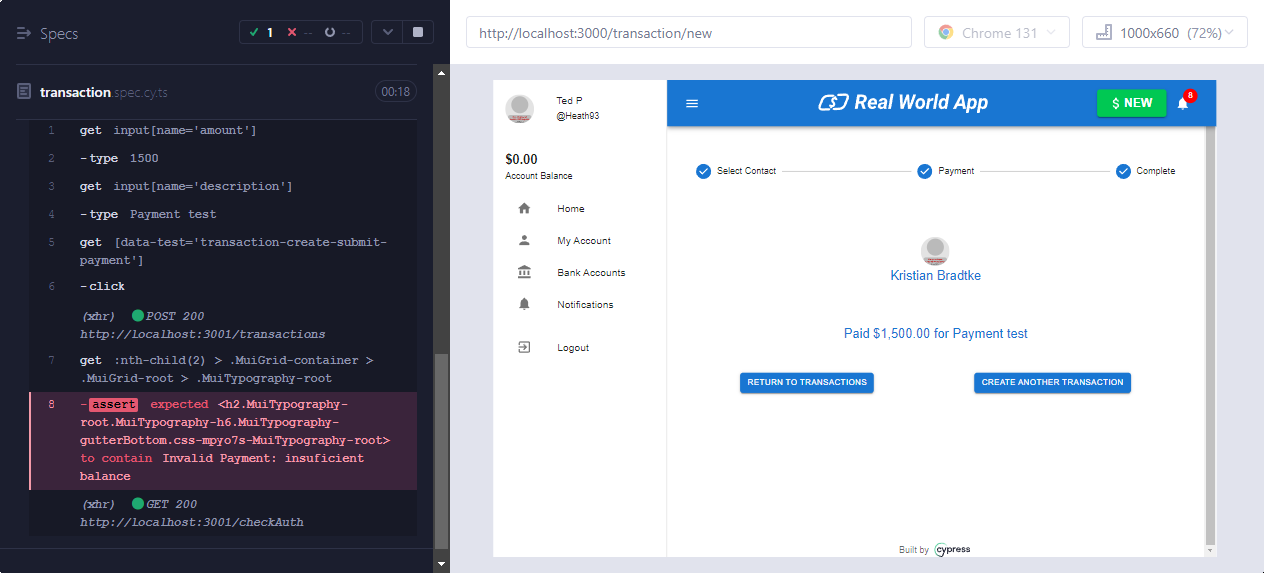 Specs
1
--
--
transaction.spec.cy.ts
00:18
1 get input[name='amount']
2 -type 1500
3 get input[name='description']
4 -type Payment test
5 get [data-test='transaction-create-submit-
payment']
6 -click
(xhr) POST 200
http://localhost:3001/transactions
7 get :nth-child(2) > .MuiGrid-container >
.MuiGrid-root > .MuiTypography-root
8 -assert expected <h2.MuiTypography-
root.MuiTypography-h6.MuiTypography-
gutterBottom.css-mpyo7s-MuiTypography-root>
to contain Invalid Payment: insuficient
balance
(xhr) GET 200
http://localhost:3001/checkAuth
http://localhost:3000/transaction/new
Chrome 131
1000x660 (72%)
Ted P
@Heath93
$0.00
Account Balance
Home
My Account
Bank Accounts
Notifications
Logout
Real World App
$ NEW
8
Select Contact
Payment
Complete
Kristian Bradtke
Paid $1,500.00 for Payment test
RETURN TO TRANSACTIONS
CREATE ANOTHER TRANSACTION
Built by cypress